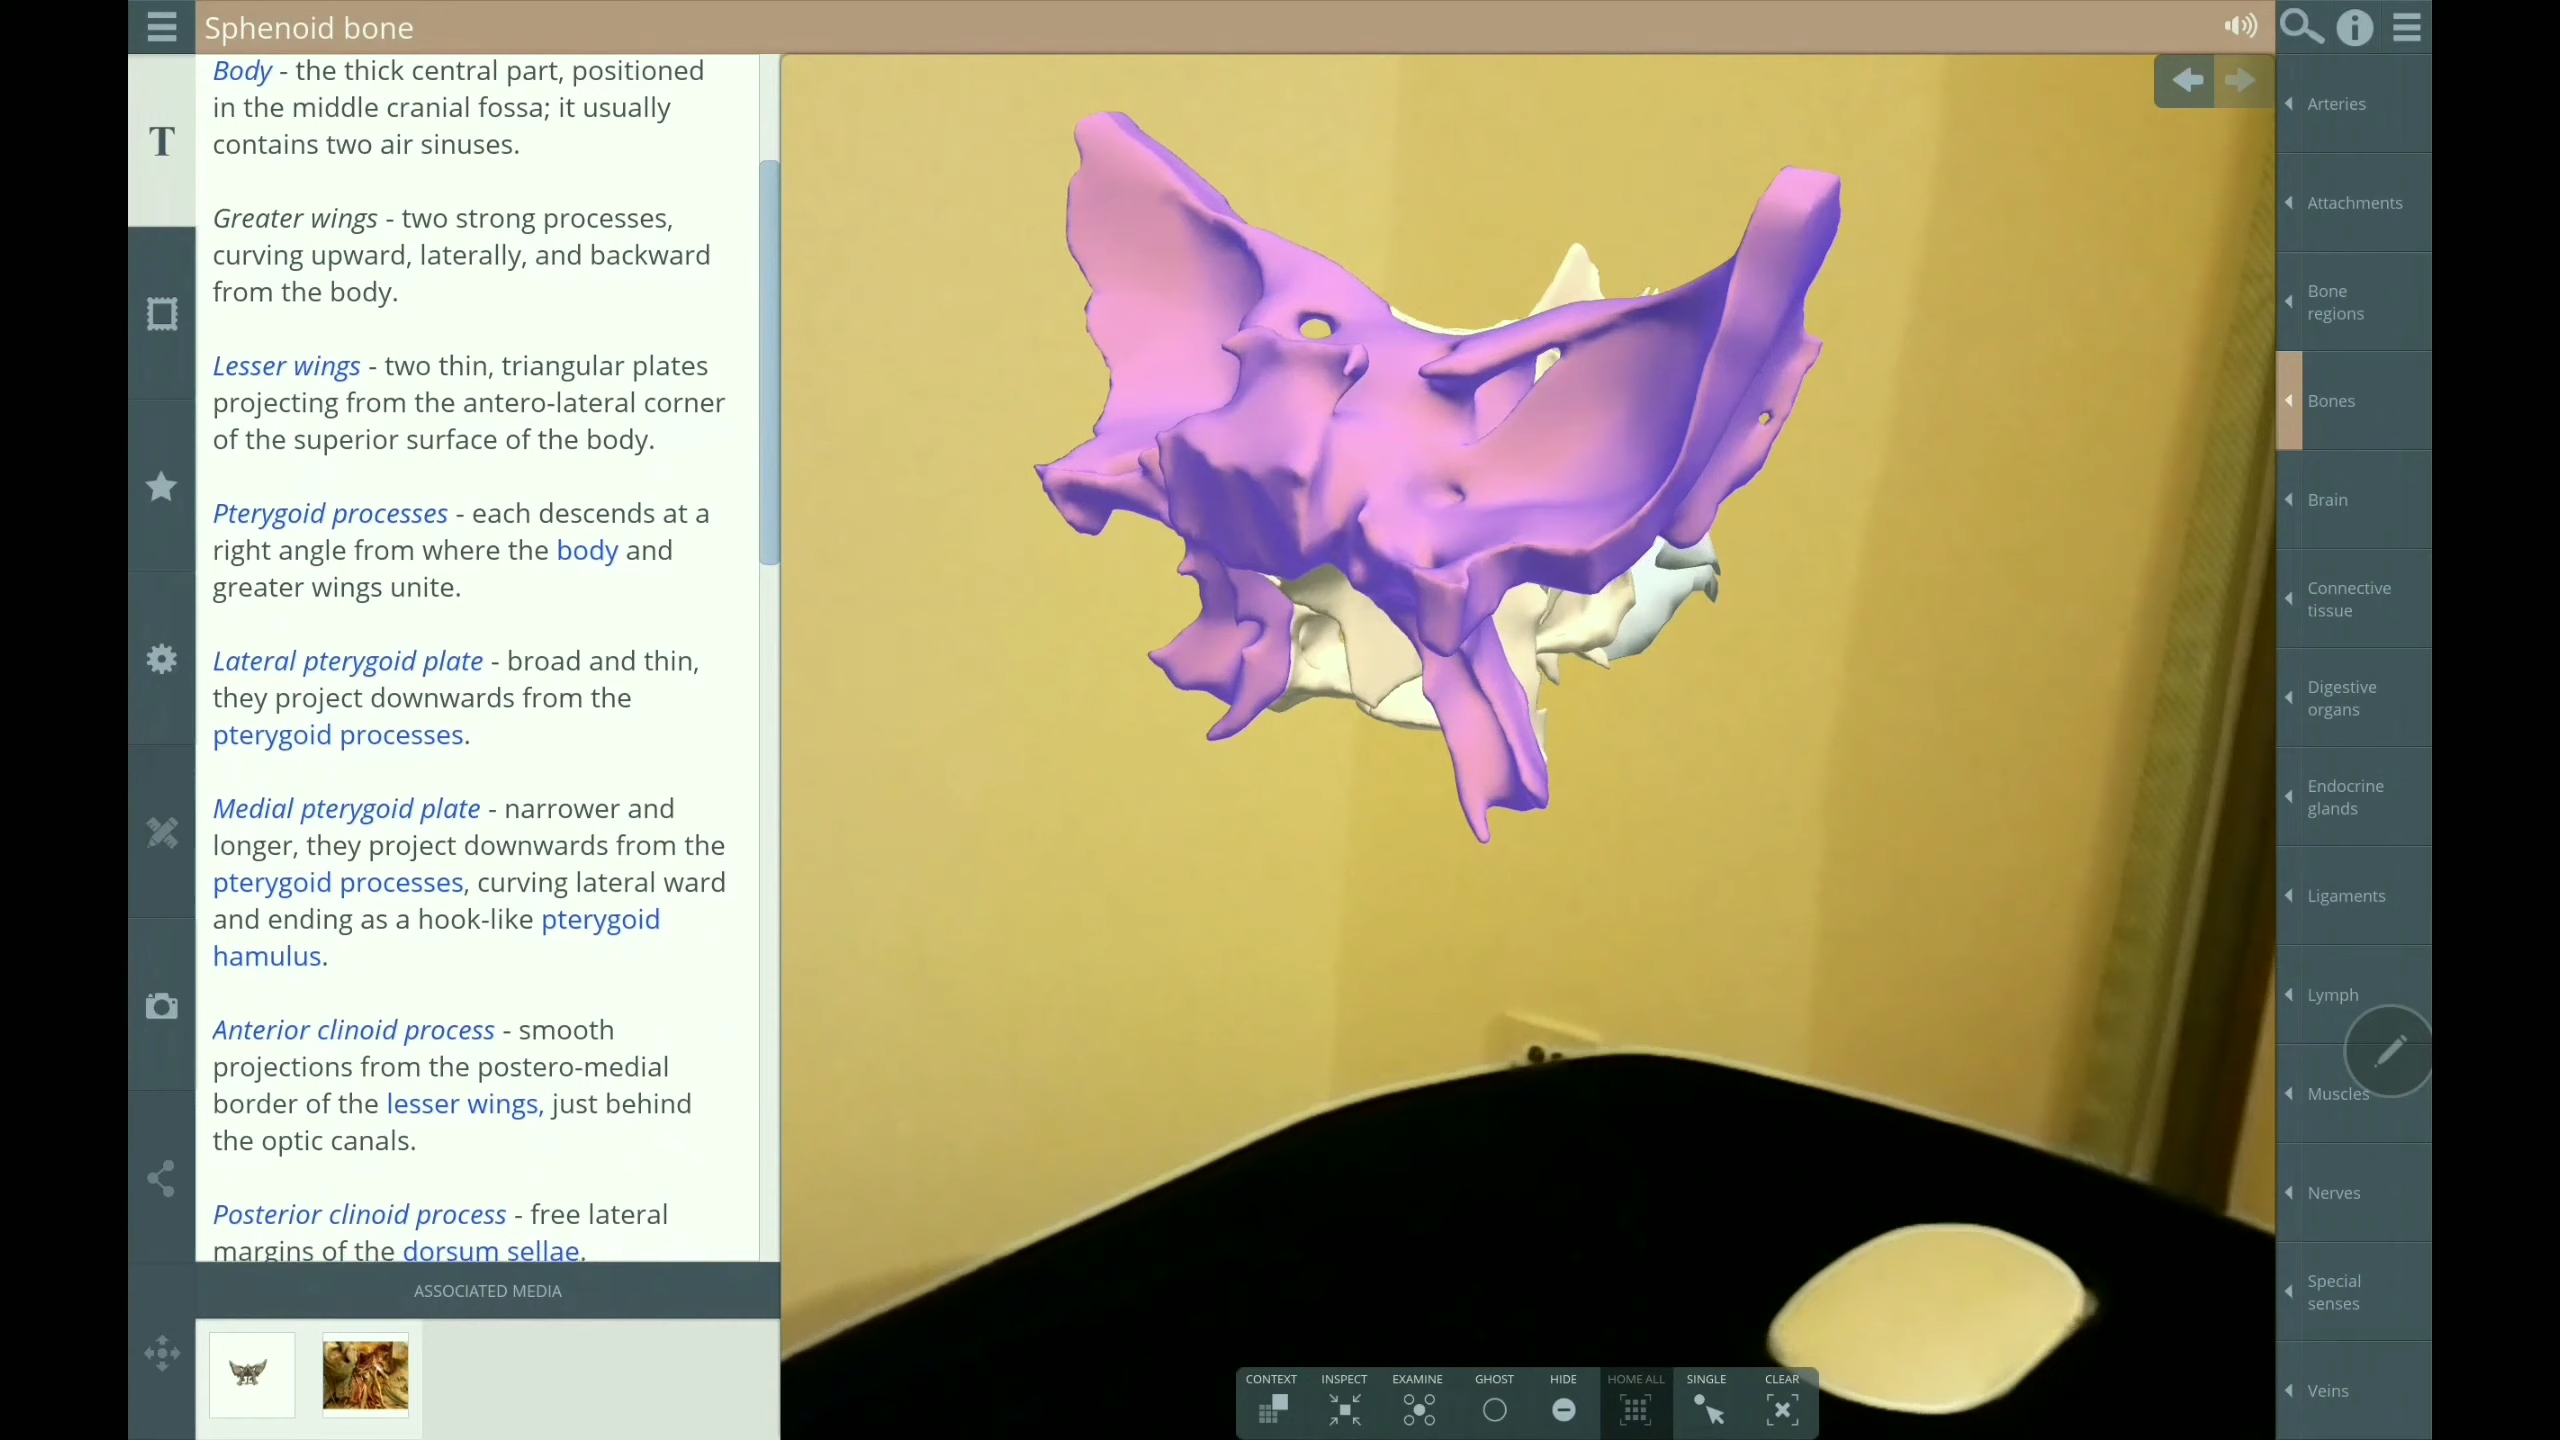 Sphenoid bone
Body - the thick central part, positioned
in the middle cranial fossa; it usually
contains two air sinuses.
Greater wings - two strong processes,
curving upward, laterally, and backward
from the body.
Lesser wings - two thin, triangular plates
projecting from the antero-lateral corner
of the superior surface of the body.
Pterygoid processes - each descends at a
right angle from where the body and
greater wings unite.
Lateral pterygoid plate - broad and thin,
they project downwards from the
pterygoid processes.
Medial pterygoid plate - narrower and
longer, they project downwards from the
pterygoid processes, curving lateral ward
and ending as a hook-like pterygoid
hamulus.
Anterior clinoid process - smooth
projections from the postero-medial
border of the lesser wings, just behind
the optic canals.
Posterior clinoid process - free lateral
margins of the dorsum sellae.
ASSOCIATED MEDIA
CONTEXT
INSPECT
EXAMINE
GHOST
HIDE
HOME ALL
SINGLE
CLEAR
Arteries
Attachments
Bone
regions
Bones
Brain
Connective
tissue
Digestive
organs
Endocrine
glands
Ligaments
Lymph
Muscles
Nerves
Special
senses
Veins